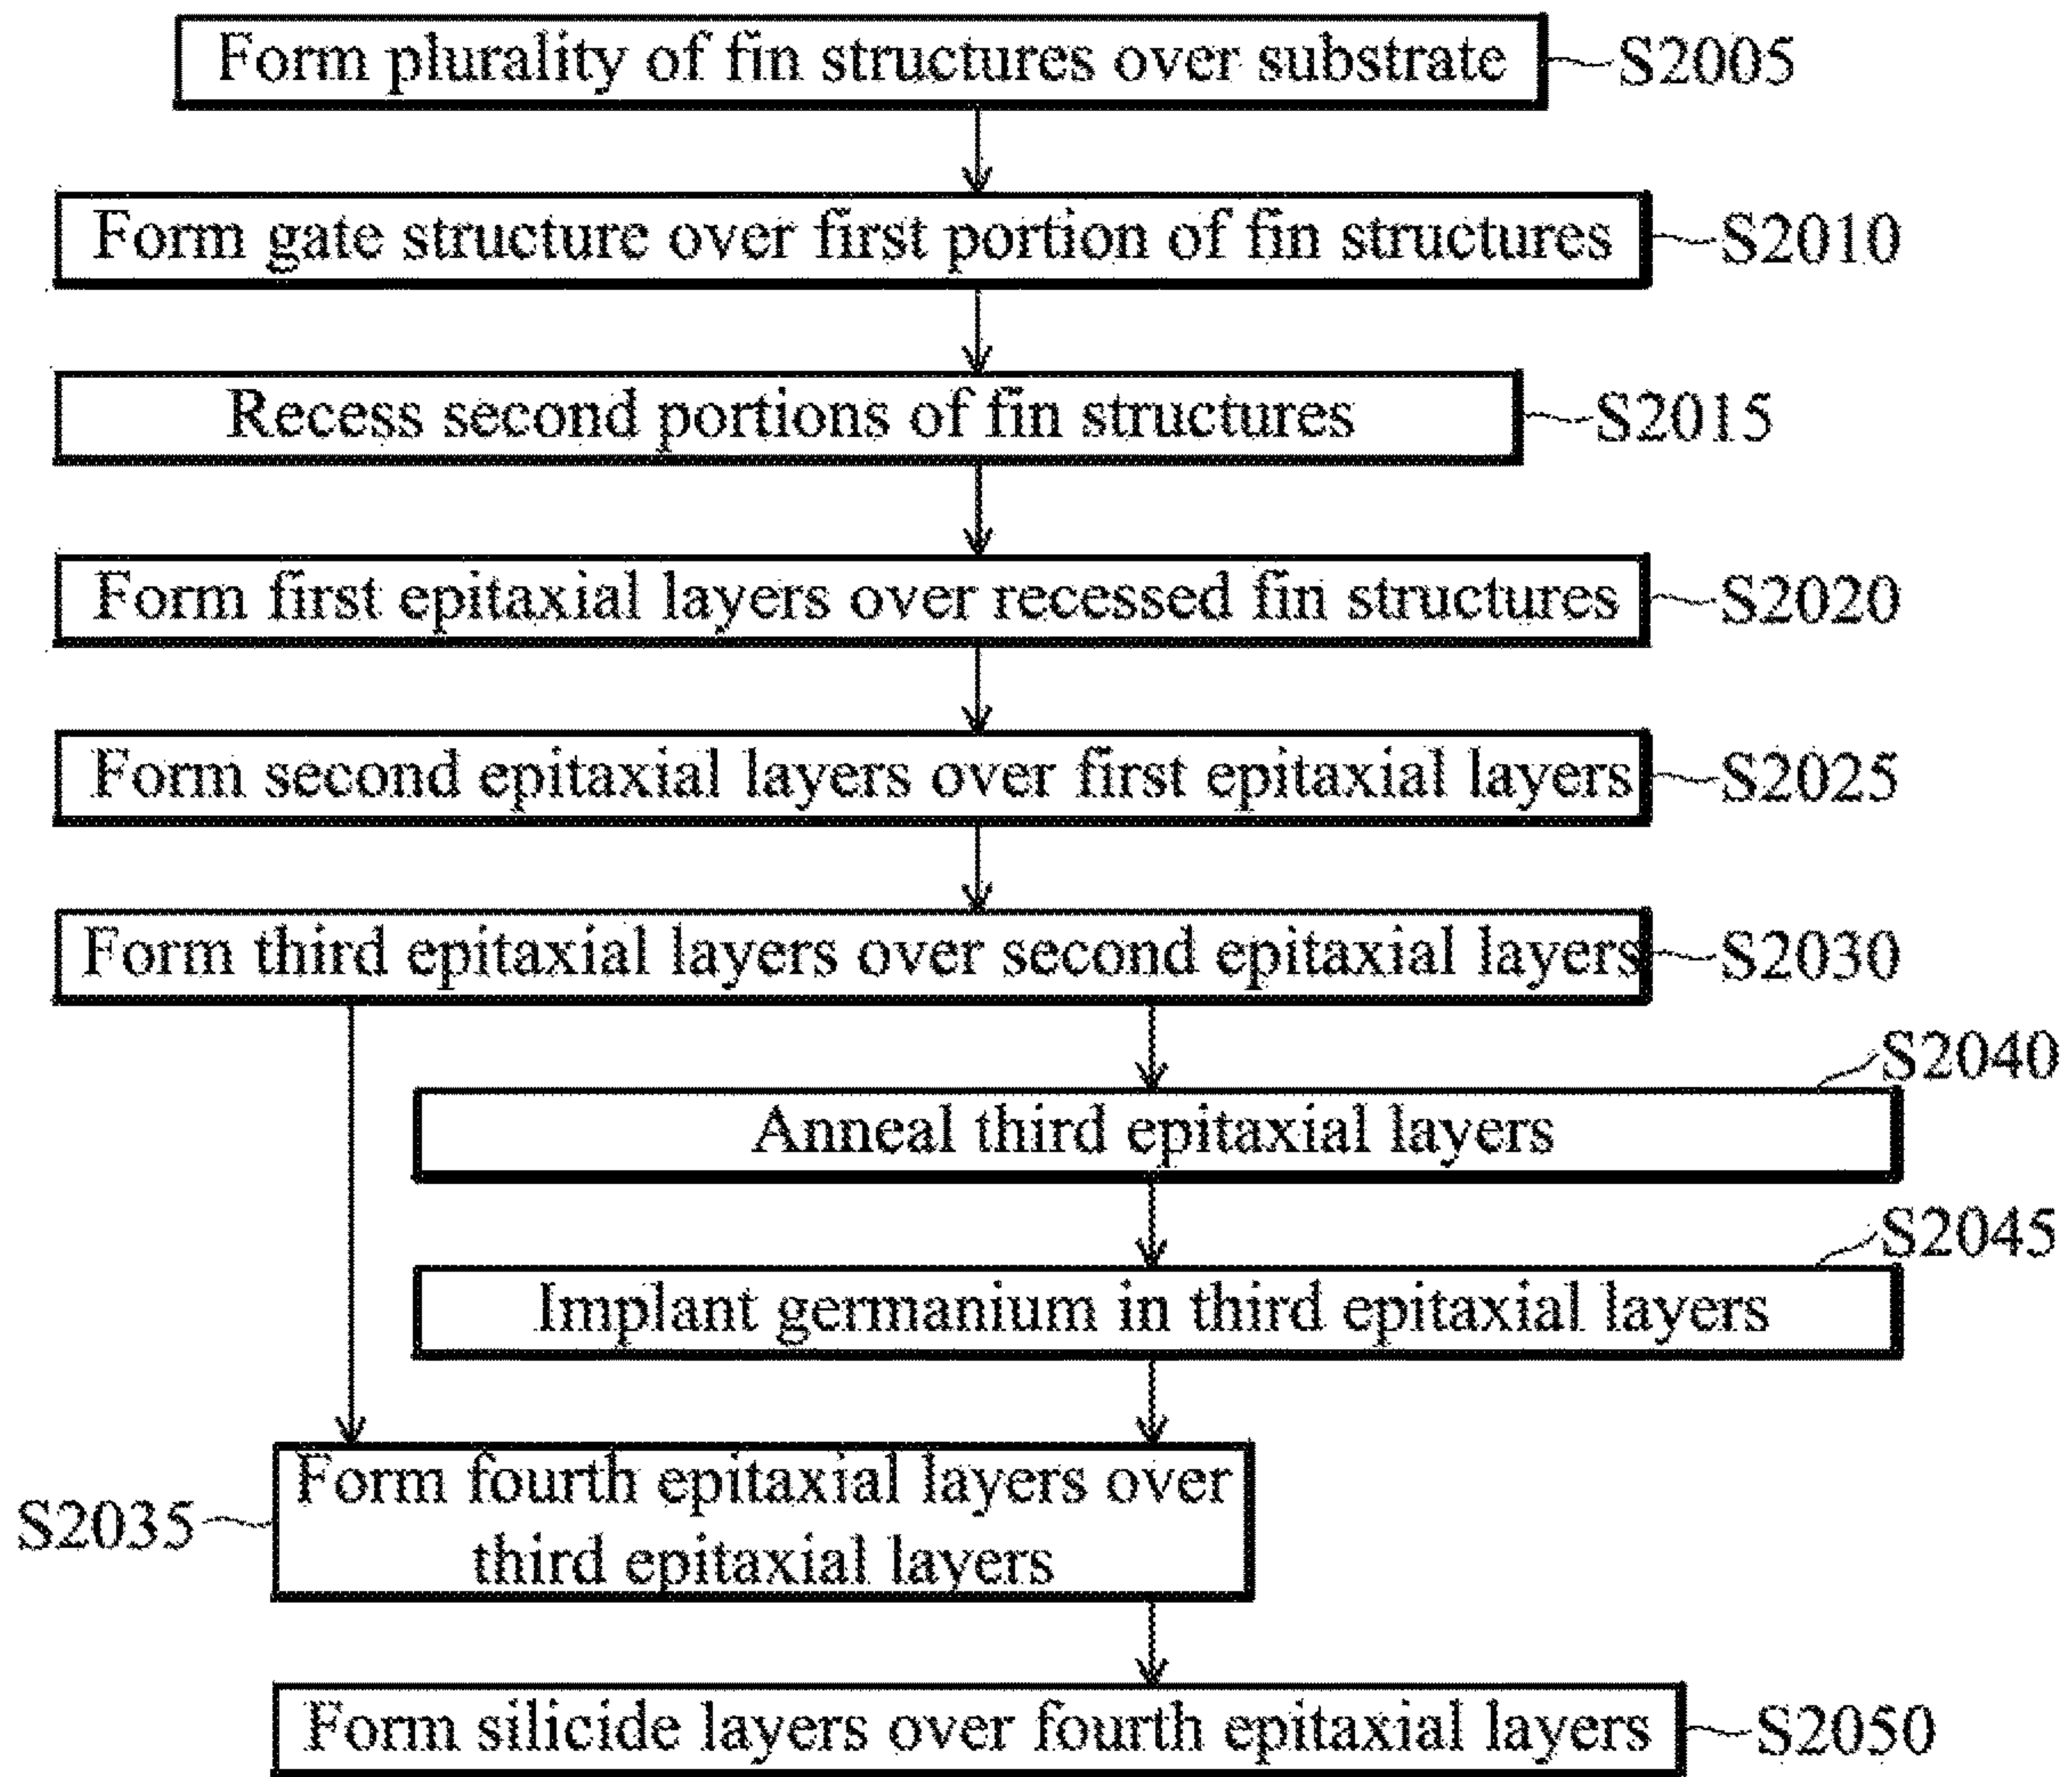 Form plurality of fin structures over substrate
S2005
Form gate structure over first portion of fin structures
S2010
Recess second portions of fin structures
S2015
Form first epitaxial layers over recessed fin structures
S2020
Form second epitaxial layers over first epitaxial layers
S2025
Form third epitaxial layers over second epitaxial layers
S2030
S2040
Anneal third epitaxial layers
S2045
Implant germanium in third epitaxial layers
Form fourth epitaxial layers over
S2035
third epitaxial layers
Form silicide layers over fourth epitaxial layers
S2050